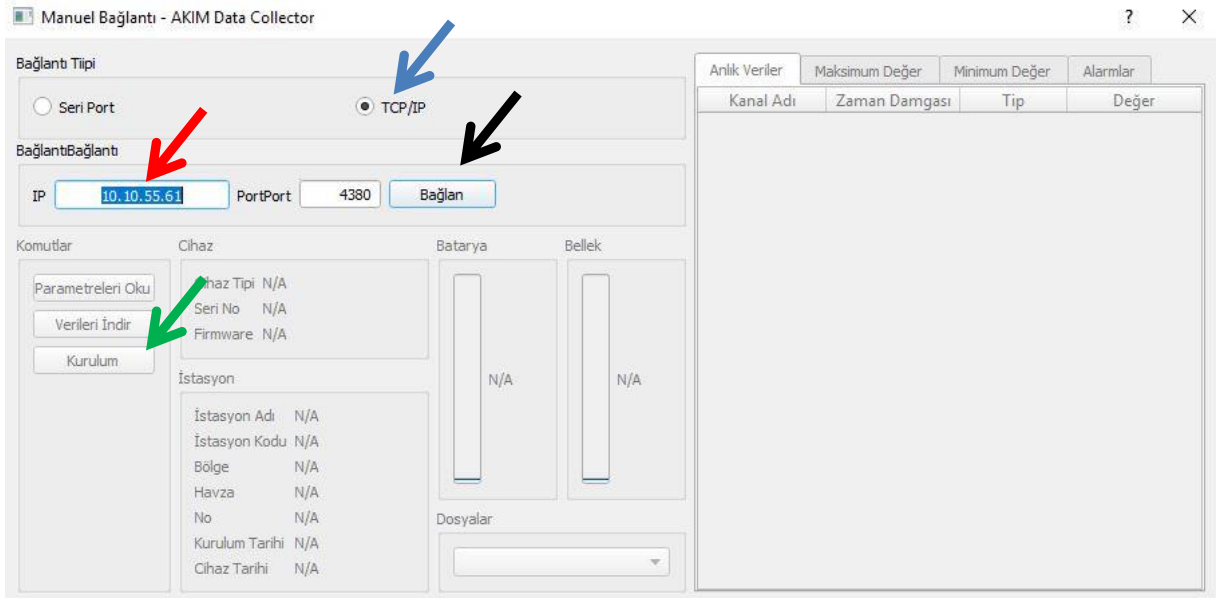 Manuel Bağlantı - AKIM Data Collector ?
Bağlantı Tiipi
Seri Port TCP/IP
BağlantıBağlantı
IP 10.10.55.61 PortPort 4380 Bağlan
Komutlar
Parametreleri Oku
Verileri İndir
Kurulum
Cihaz
Cihaz Tipi N/A
Seri No N/A
Firmware N/A
İstasyon
İstasyon Adı N/A
İstasyon Kodu N/A
Bölge N/A
Havza N/A
No N/A
Kurulum Tarihi N/A
Cihaz Tarihi N/A
Batarya
N/A
Bellek
N/A
Dosyalar
Anlik Veriler Maksimum Değer Minimum Değer Alarmlar
Kanal Adı Zaman Damgası Tip Değer